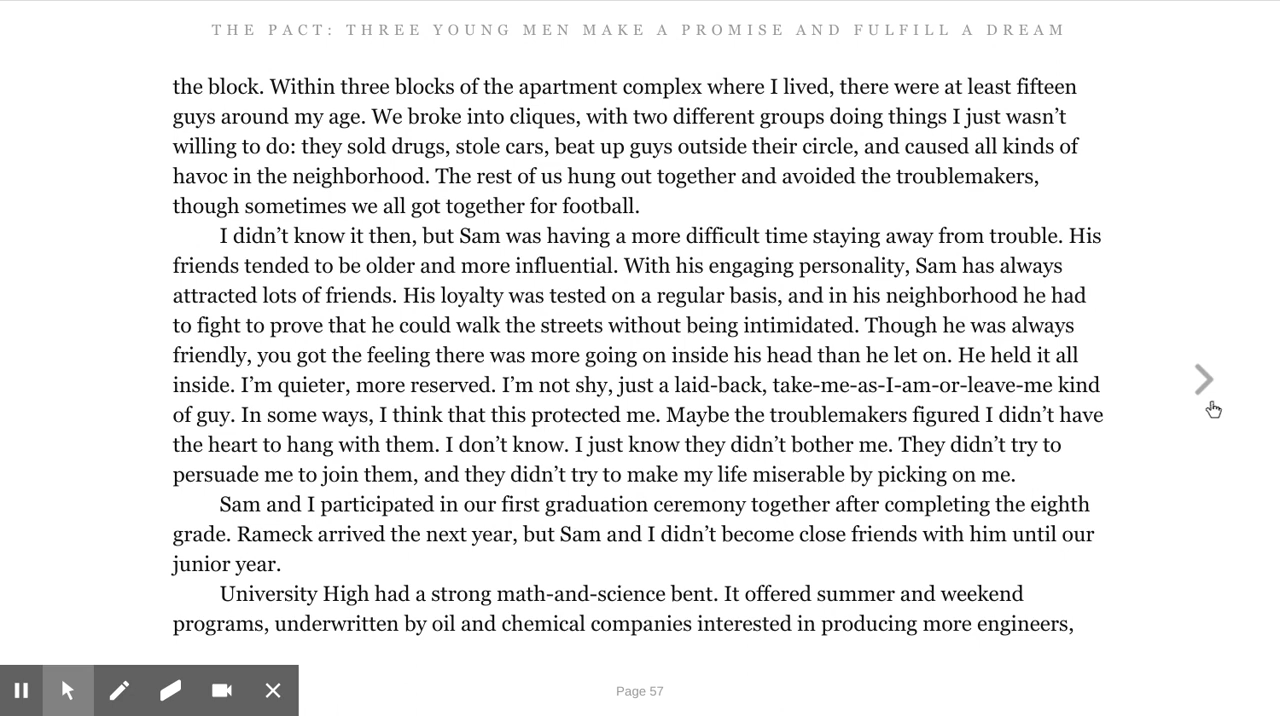 THE PACT: THREE YOUNG MEN MAKE A PROMISE AND FULFILL A DREAM
the block. Within three blocks of the apartment complex where I lived, there were at least fifteen
guys around my age. We broke into cliques, with two different groups doing things I just wasn’t
willing to do: they sold drugs, stole cars, beat up guys outside their circle, and caused all kinds of
havoc in the neighborhood. The rest of us hung out together and avoided the troublemakers,
though sometimes we all got together for football.
I didn’t know it then, but Sam was having a more difficult time staying away from trouble. His
friends tended to be older and more influential. With his engaging personality, Sam has always
attracted lots of friends. His loyalty was tested on a regular basis, and in his neighborhood he had
to fight to prove that he could walk the streets without being intimidated. Though he was always
friendly, you got the feeling there was more going on inside his head than he let on. He held it all
inside. I’m quieter, more reserved. I’m not shy, just a laid-back, take-me-as-I-am-or-leave-me kind
of guy. In some ways, I think that this protected me. Maybe the troublemakers figured I didn’t have
the heart to hang with them. I don’t know. I just know they didn’t bother me. They didn’t try to
persuade me to join them, and they didn’t try to make my life miserable by picking on me.
Sam and I participated in our first graduation ceremony together after completing the eighth
grade. Rameck arrived the next year, but Sam and I didn’t become close friends with him until our
junior year.
University High had a strong math-and-science bent. It offered summer and weekend
programs, underwritten by oil and chemical companies interested in producing more engineers,
Page 57